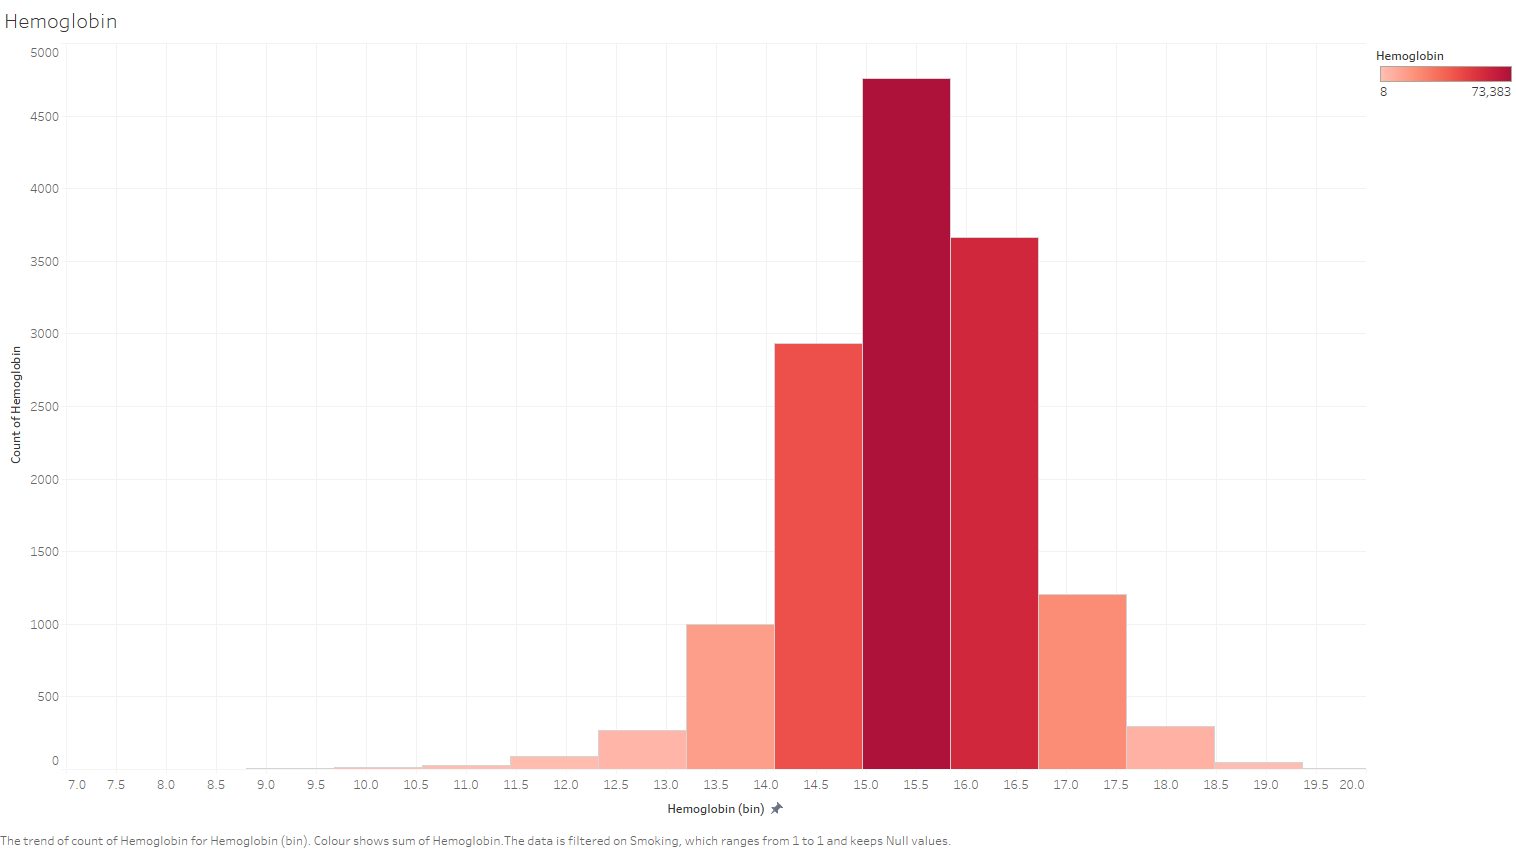 Hemoglobin
Hemoglobin
8 73,383
5000
4500
4000
3500
3000
2500
2000
1500
1000
500
0
Count of Hemoglobin
7.0 7.5 8.0 8.5 9.0 9.5 10.0 10.5 11.0 11.5 12.0 12.5 13.0 13.5 14.0 14.5 15.0 15.5 16.0 16.5 17.0 17.5 18.0 18.5 19.0 19.5 20.0
Hemoglobin (bin)
The trend of count of Hemoglobin for Hemoglobin (bin). Colour shows sum of Hemoglobin.The data is filtered on Smoking, which ranges from 1 to 1 and keeps Null values.